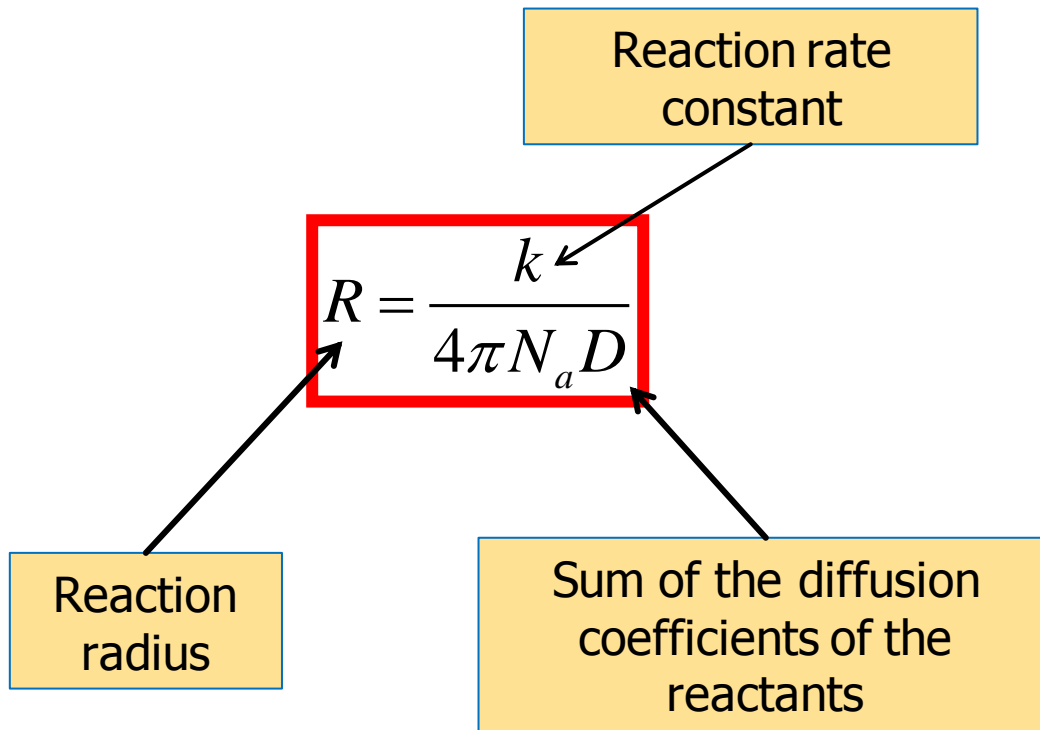 Reaction rate
constant
R = k / 4πN_aD
Reaction
radius
Sum of the diffusion
coefficients of the
reactants